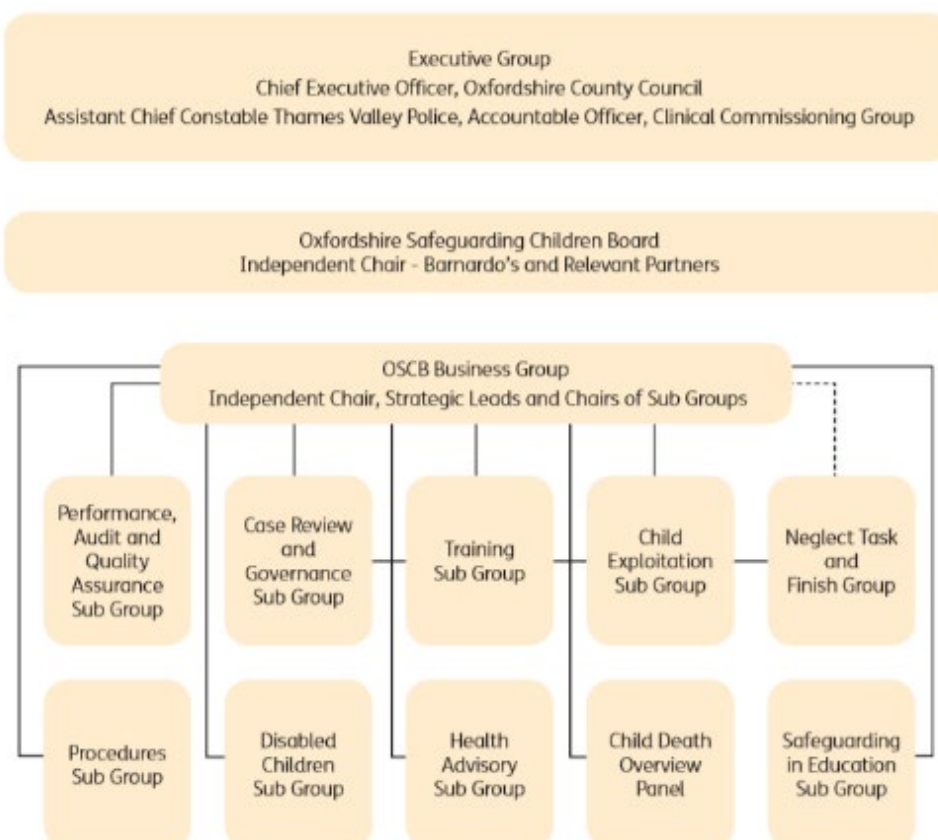 Executive Group
Chief Executive Officer, Oxfordshire County Council
Assistant Chief Constable Thames Valley Police, Accountable Officer, Clinical Commissioning Group
Oxfordshire Safeguarding Children Board
Independent Chair - Barnardo's and Relevant Partners
OSCB Business Group
Independent Chair, Strategic Leads and Chairs of Sub Groups
Performance,
Audit and
Quality
Assurance
Sub Group
Case Review
and
Governance
Sub Group
Training
Sub Group
Child
Exploitation
Sub Group
Neglect Task
and
Finish Group
Procedures
Sub Group
Disabled
Children
Sub Group
Health
Advisory
Sub Group
Child Death
Overview
Panel
Safeguarding
in Education
Sub Group